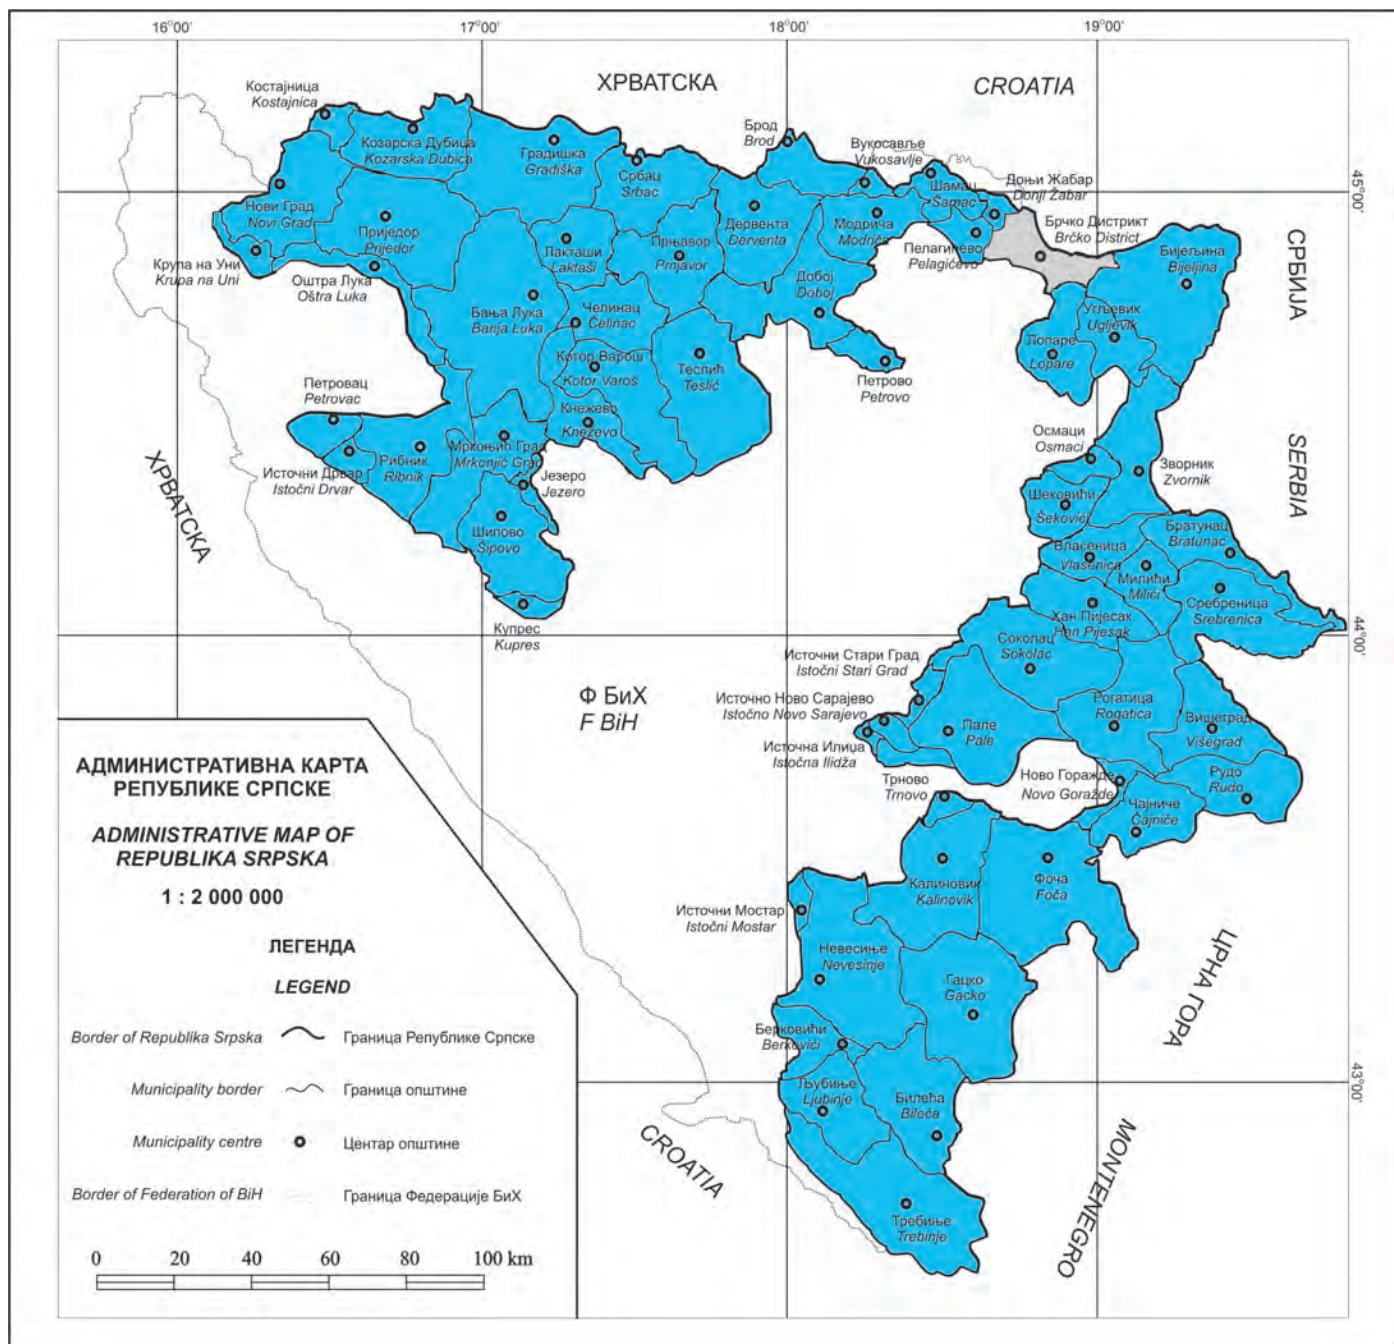 16°00'
17°00'
18°00'
19°00'
ХРВАТСКА
CROATIA
Костајница
Kostajnica
Козарска Дубица
Kozarska Dubica
Градишка
Gradiška
Србац
Srbac
Брод
Brod
Вукосавље
Vukosavlje
Шамац
Šamac
Доњи Жабар
Donji Žabar
Брчко Дистрикт
Brčko District
45°00'
Нови Град
Novi Grad
Приједор
Prijedor
Лакташи
Laktaši
Прњавор
Prnjavor
Дервента
Derventa
Модрича
Modriča
Пелагићево
Pelagićevo
Бијељина
Bijeljina
СРБИЈА
Крупа на Уни
Krupa na Uni
Оштра Лука
Oštra Luka
Бања Лука
Banja Luka
Челинац
Čelinac
Добој
Doboj
Угљевик
Ugljevik
Лопаре
Lopare
Котор Варош
Kotor Varoš
Теслић
Teslić
Петрово
Petrovo
Петровац
Petrovac
Кнежево
Kneževo
Осмаци
Osmaci
SERBIA
Источни Дрвар
Istočni Drvar
Рибник
Ribnik
Мркоњић Град
Mrkonjić Grad
Језеро
Jezero
Зворник
Zvornik
Шековићи
Šekovići
ХРВАТСКА
Шипово
Šipovo
Братунац
Bratunac
Власеница
Vlasenica
Милићи
Milići
Сребреница
Srebrenica
Купрес
Kupres
Хан Пијесак
Han Pijesak
44°00'
Соколац
Sokolac
Источни Стари Град
Istočni Stari Grad
Источно Ново Сарајево
Istočno Novo Sarajevo
Источна Илиџа
Istočna Ilidža
Пале
Pale
Рогатица
Rogatica
Вишеград
Višegrad
Ф БиХ
F BiH
Трново
Trnovo
Ново Горажде
Novo Goražde
Рудо
Rudo
Чајниче
Čajniče
АДМИНИСТРАТИВНА КАРТА
РЕПУБЛИКЕ СРПСКЕ
ADMINISTRATIVE MAP OF
REPUBLIKA SRPSKA
1 : 2 000 000
Калиновик
Kalinovik
Фоча
Foča
Источни Мостар
Istočni Mostar
Невесиње
Nevesinje
Гацко
Gacko
ЦРНА ГОРА
Берковићи
Berkovići
43°00'
Љубиње
Ljubinje
Билећа
Bileća
CROATIA
MONTENEGRO
Требиње
Trebinje
ЛЕГЕНДА
LEGEND
Border of Republika Srpska Граница Републике Српске
Municipality border Граница општине
Municipality centre Центар општине
Border of Federation of BiH Граница Федерације БиХ
0 20 40 60 80 100 km